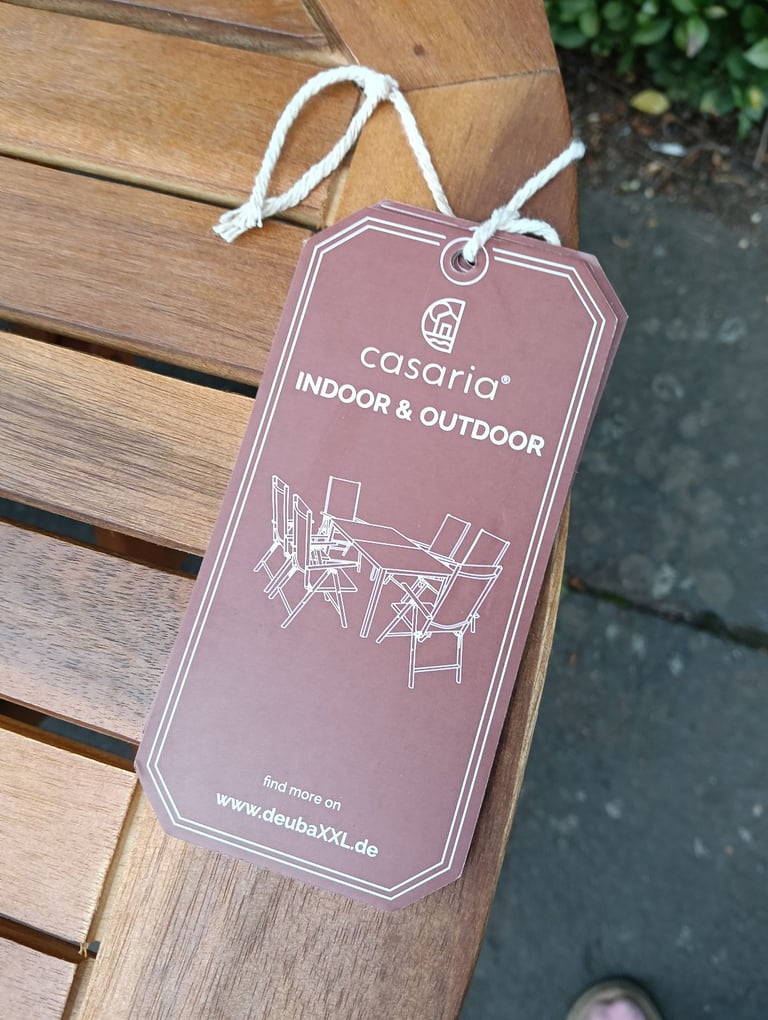 casaria®
INDOOR & OUTDOOR
find more on
www.deubaXXL.de